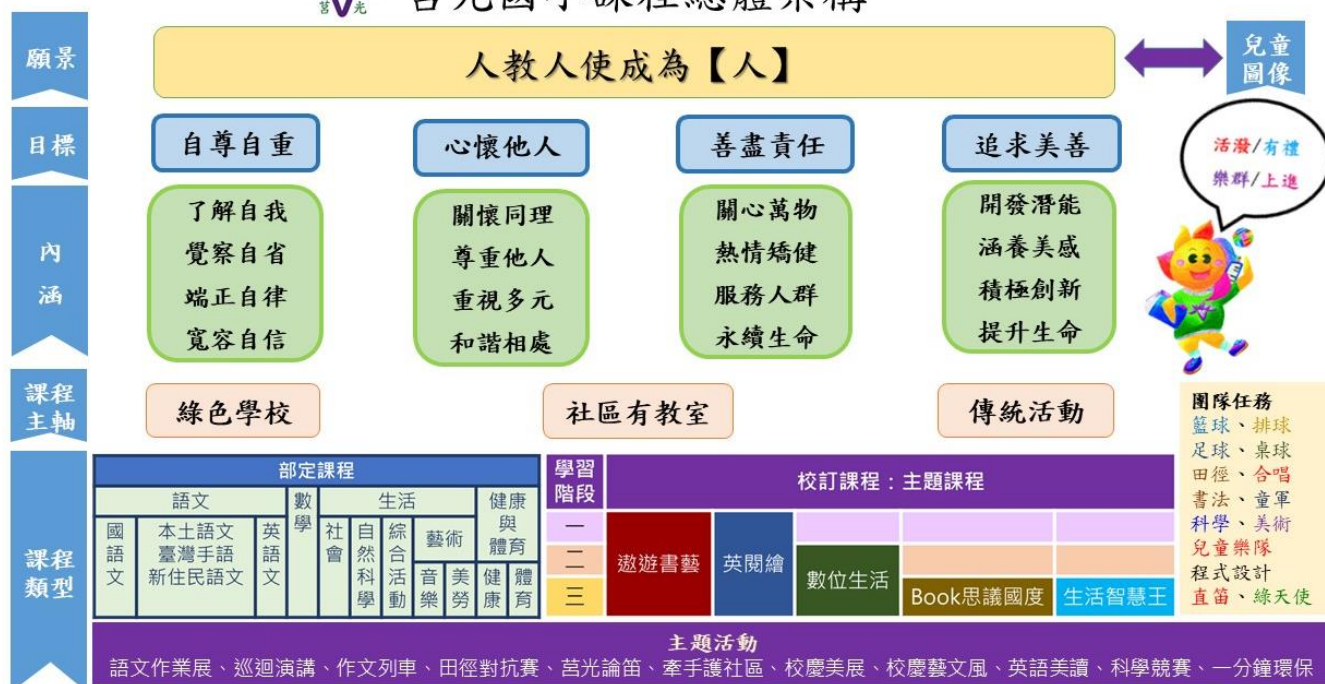 莒V光
莒光國小課程總體架構
願景
人教人使成為【人】
兒童
圖像
目標
自尊自重
心懷他人
善盡責任
追求美善
活潑/有禮
樂群/上進
內
涵
了解自我
覺察自省
端正自律
寬容自信
關懷同理
尊重他人
重視多元
和諧相處
關心萬物
熱情矯健
服務人群
永續生命
開發潛能
涵養美感
積極創新
提升生命
課程
主軸
綠色學校
社區有教室
傳統活動
團隊任務
籃球、排球
足球、桌球
田徑、合唱
書法、童軍
科學、美術
兒童樂隊
程式設計
直笛、綠天使
課程
類型
部定課程
語文
數學
生活
健康
與
體育
國語文
本土語文
臺灣手語
新住民語文
英語文
社會
自然科學
綜合活動
藝術
音樂
美勞
健康
體育
學習
階段
校訂課程：主題課程
一
二
三
遨遊書藝
英閱繪
數位生活
Book思議國度
生活智慧王
主題活動
語文作業展、巡迴演講、作文列車、田徑對抗賽、莒光論笛、牽手護社區、校慶美展、校慶藝文風、英語美讀、科學競賽、一分鐘環保